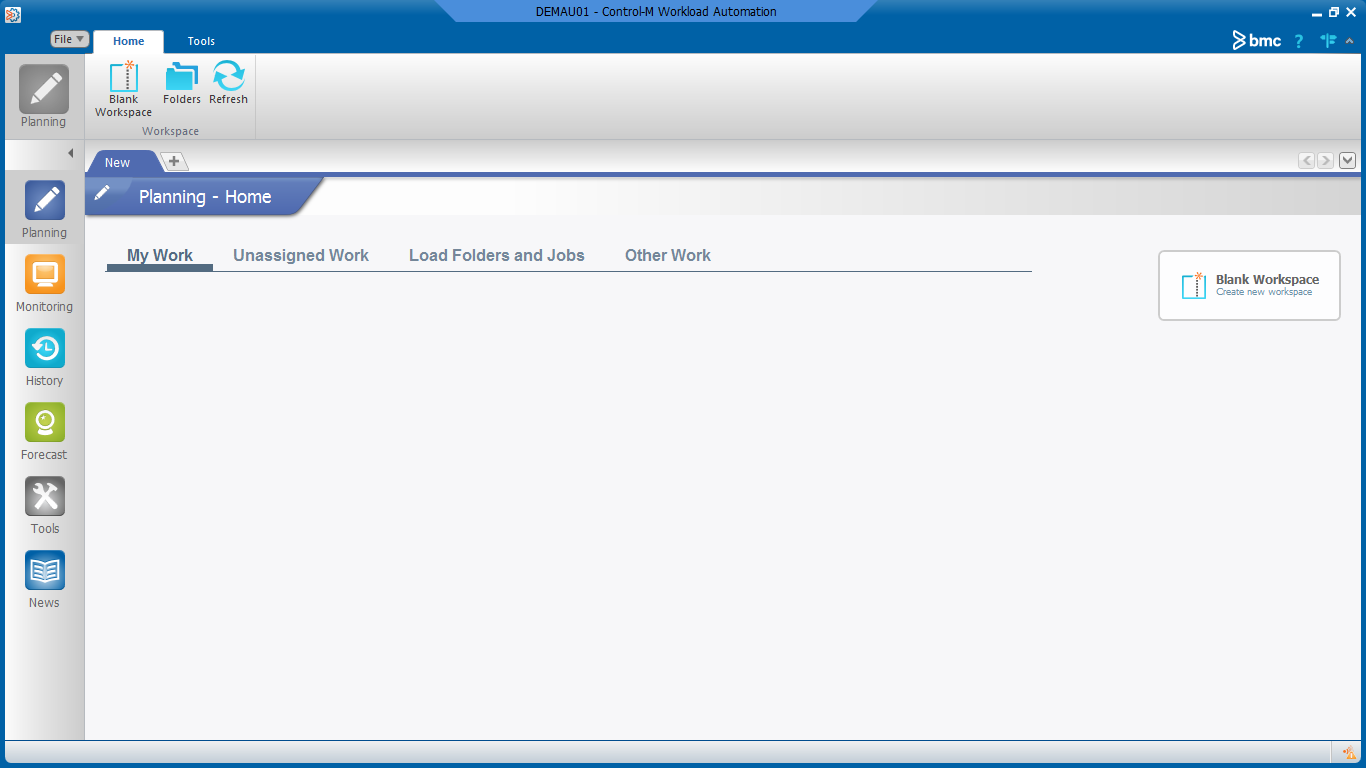 DEMAU01 - Control-M Workload Automation
File
Home
Tools
bmc
?
Planning
Blank
Workspace
Folders
Refresh
Workspace
New
Planning - Home
Planning
Monitoring
History
Forecast
Tools
News
My Work
Unassigned Work
Load Folders and Jobs
Other Work
Blank Workspace
Create new workspace